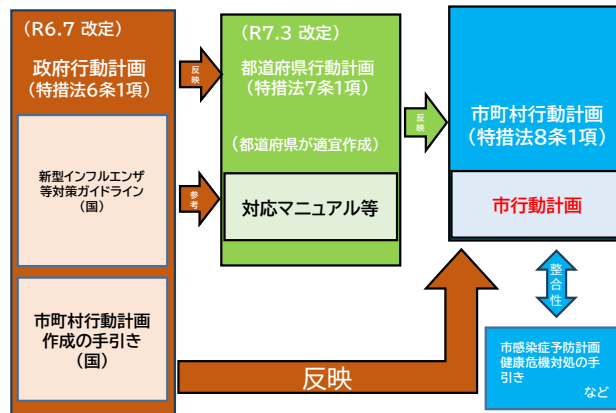 (R6.7 改定)
政府行動計画
(特措法6条1項)
新型インフルエンザ
等対策ガイドライン
(国)
市町村行動計画
作成の手引き
(国)
反映
参考
(R7.3 改定)
都道府県行動計画
(特措法7条1項)
(都道府県が適宜作成)
対応マニュアル等
反映
市町村行動計画
(特措法8条1項)
市行動計画
整合性
市感染症予防計画
健康危機対処の手
引き
など
反映